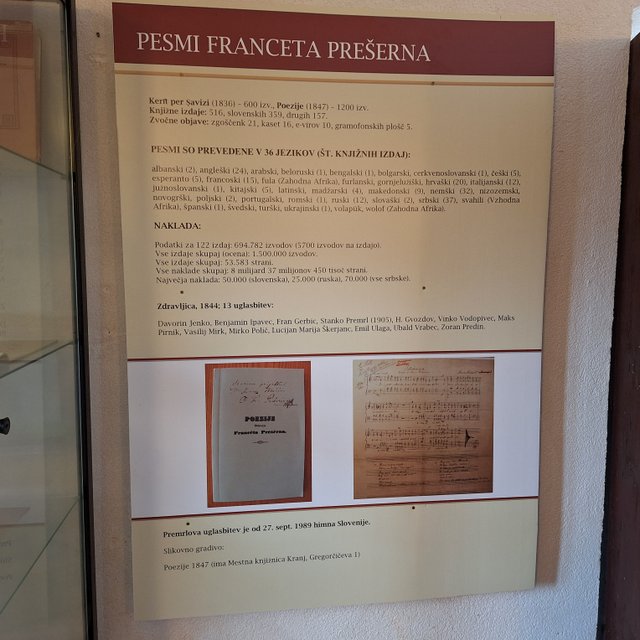 PESMI FRANCETA PREŠERNA
Kerst per Savizi (1836) – 600 izv., Poezije (1847) – 1200 izv.
Knjižne izdaje: 516, slovenskih 359, drugih 157.
Zvočne objave: zgoščenk 21, kaset 16, e-virov 10, gramofonskih plošč 5.
PESMI SO PREVEDENE V 36 JEZIKOV (ŠT. KNJIŽNIH IZDAJ):
albanski (2), angleški (24), arabski, beloruski (1), bengalski (1), bolgarski, cerkvenoslovanski (1), češki (5),
esperanto (5), francoski (15), fula (Zahodna Afrika), furlanski, gornjelužiški, hrvaški (20), italijanski (12),
južnoslovanski (1), kitajski (5), latinski, madžarski (4), makedonski (9), nemški (32), nizozemski,
novogrški, poljski (2), portugalski, romski (1), ruski (12), slovaški (2), srbski (37), svahili (Vzhodna
Afrika), španski (1), švedski, turški, ukrajinski (1), volapük, wolof (Zahodna Afrika).
NAKLADA:
Podatki za 122 izdaj: 694.782 izvodov (5700 izvodov na izdajo).
Vse izdaje skupaj (ocena): 1.500.000 izvodov.
Vse izdaje skupaj: 53.583 strani.
Vse naklade skupaj: 8 milijard 37 milijonov 450 tisoč strani.
Največja naklada: 50.000 (slovenska), 25.000 (ruska), 70.000 (vse srbske).
Zdravljica, 1844; 13 uglasbitev:
Davorin Jenko, Benjamin Ipavec, Fran Gerbic, Stanko Premrl (1905), H. Gvozdov, Vinko Vodopivec, Maks
Pirnik, Vasilij Mirk, Mirko Polič, Lucijan Marija Škerjanc, Emil Ulaga, Ubald Vrabec, Zoran Predin.
POEZIJE
Franceta Preserna.
Premrlova uglasbitev je od 27. sept. 1989 himna Slovenije.
Slikovno gradivo:
Poezije 1847 (ima Mestna knjižnica Kranj, Gregorčičeva 1)